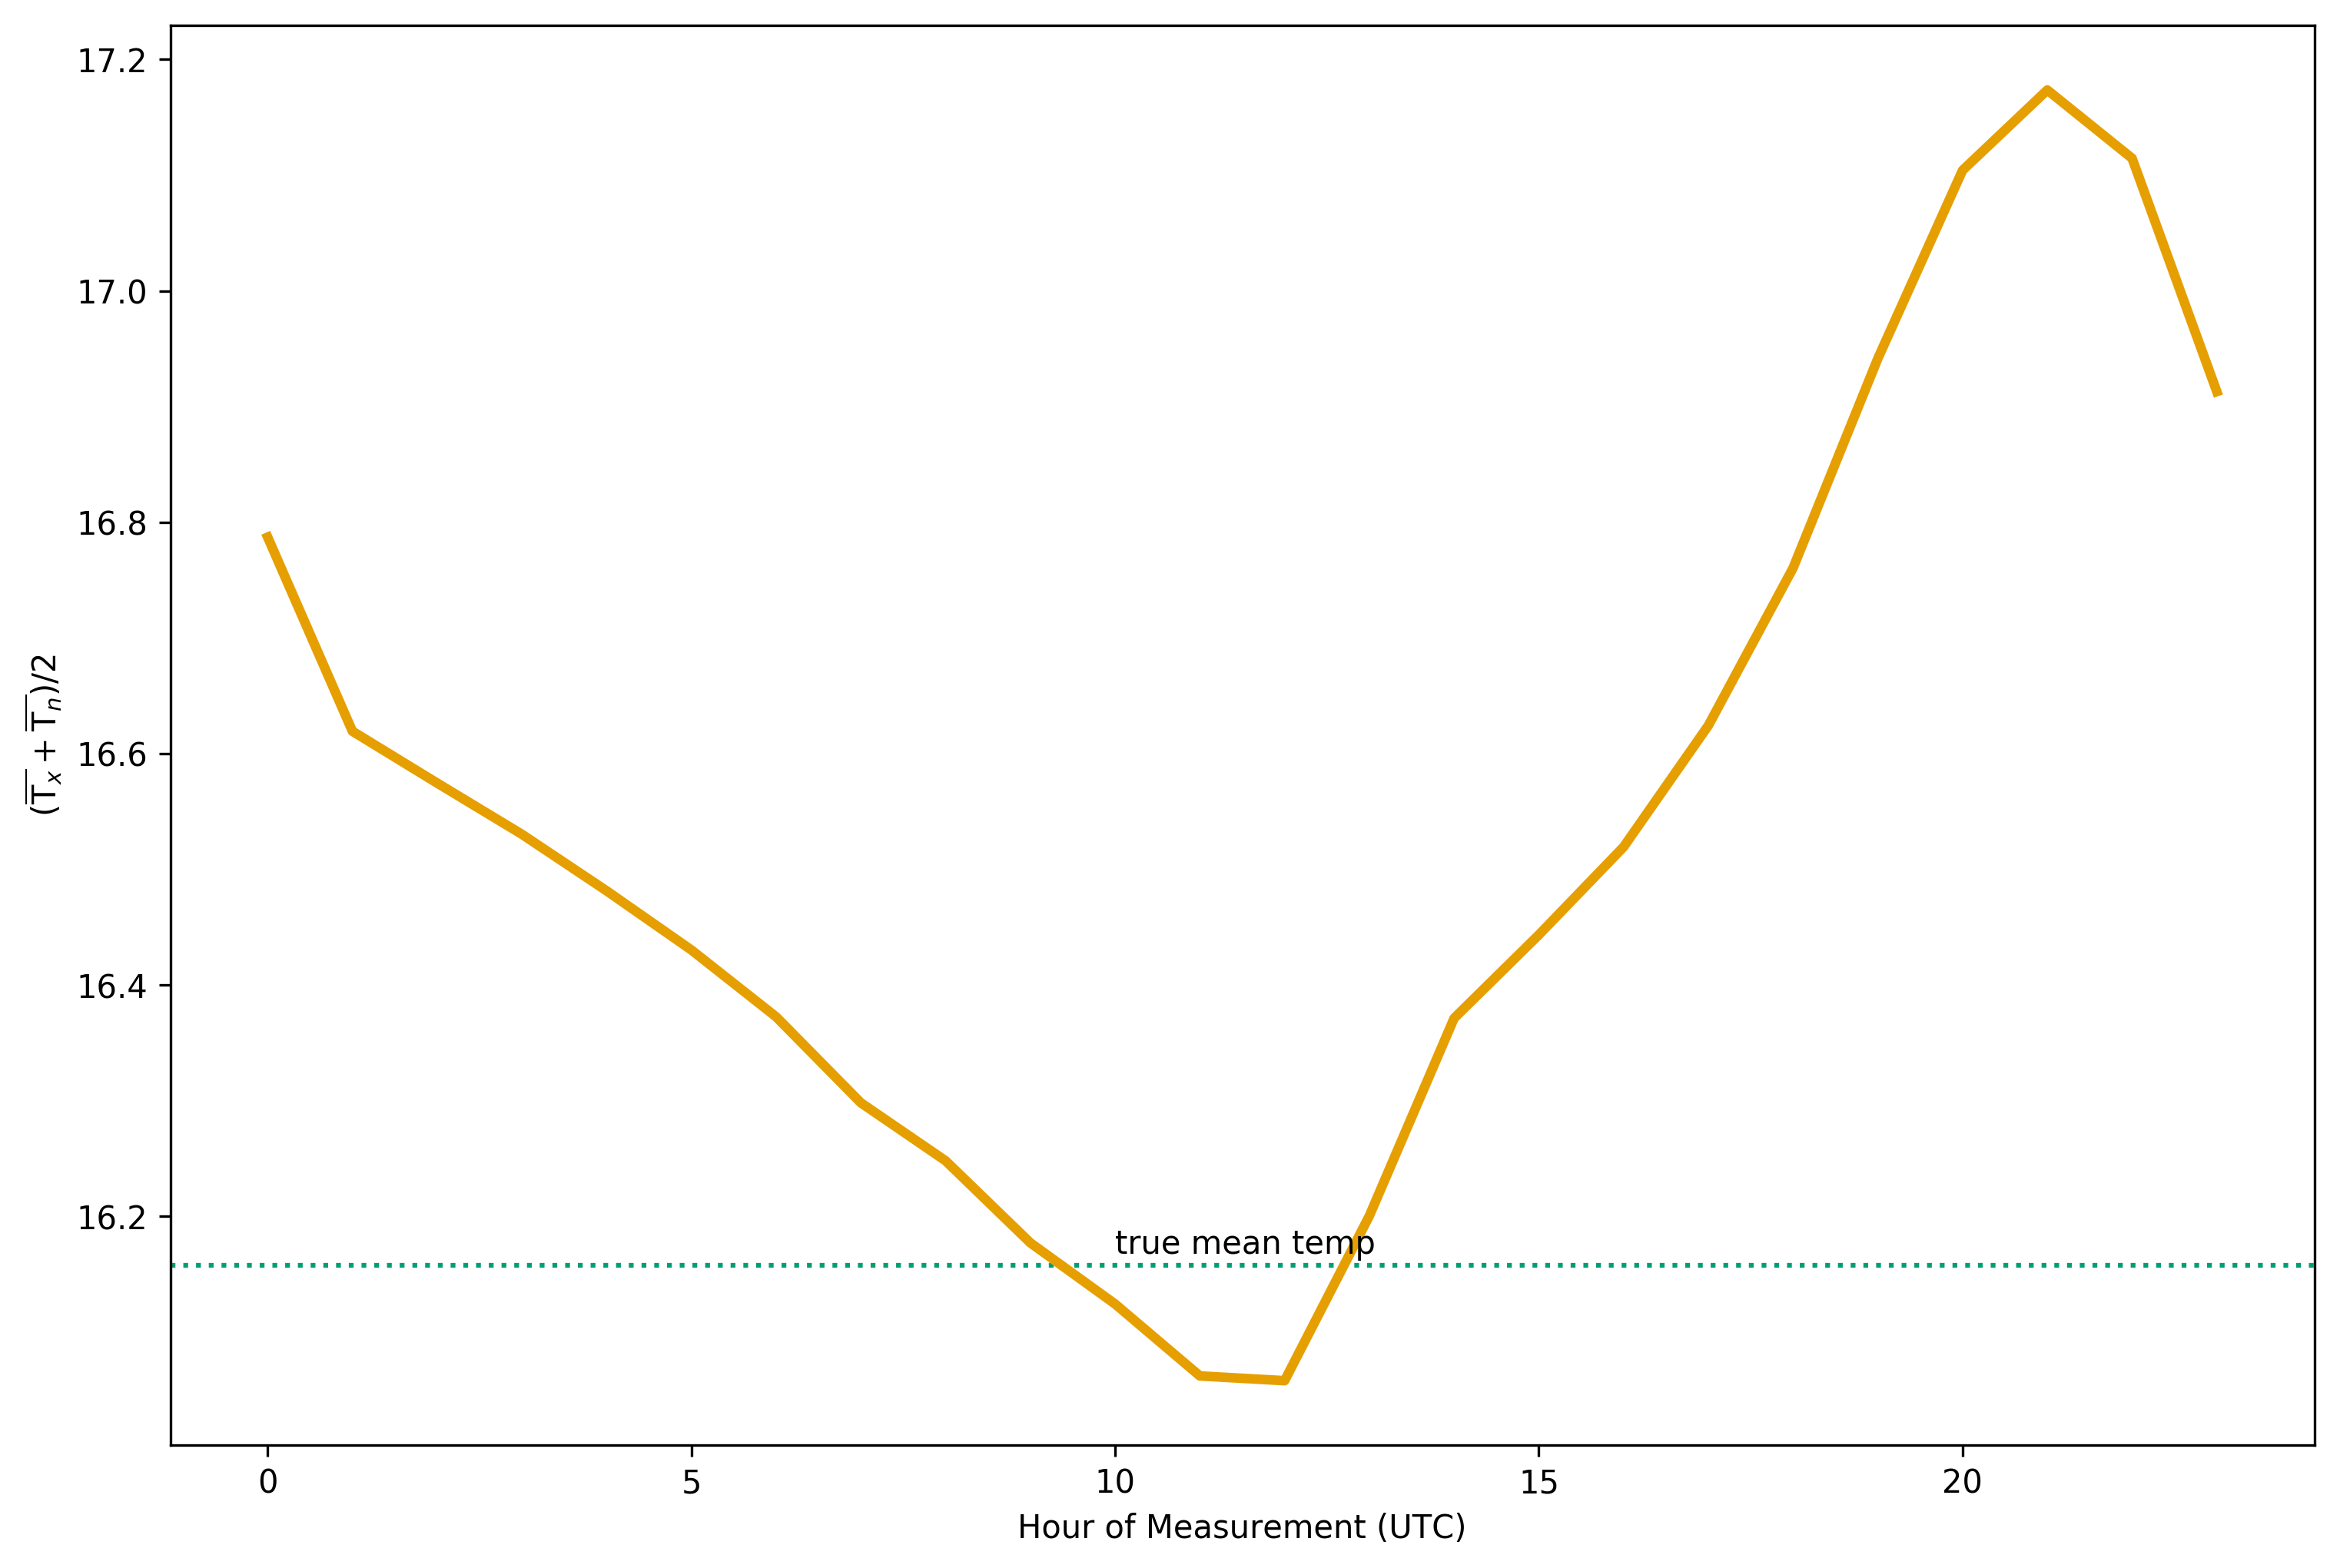 17.2
17.0
16.8
16.6
16.4
16.2
(T̅ₓ + T̅ₙ)/2
true mean temp
0 5 10 15 20
Hour of Measurement (UTC)